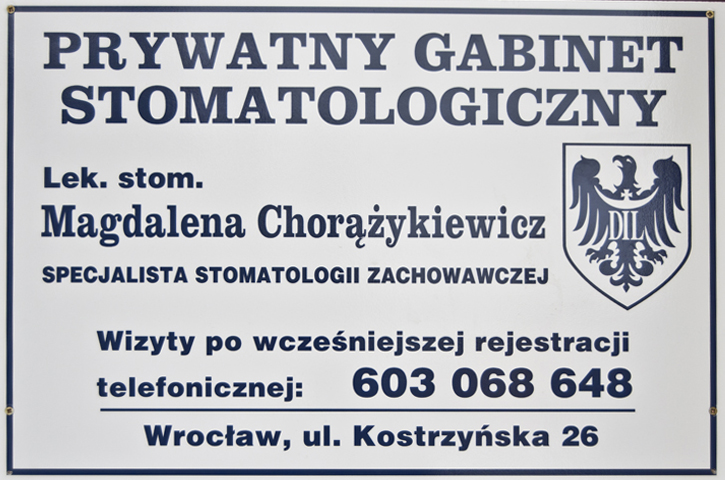 PRYWATNY GABINET
STOMATOLOGICZNY
Lek. stom.
Magdalena Chorążykiewicz
SPECJALISTA STOMATOLOGII ZACHOWAWCZEJ
DIL
Wizyty po wcześniejszej rejestracji
telefonicznej: 603 068 648
Wrocław, ul. Kostrzyńska 26